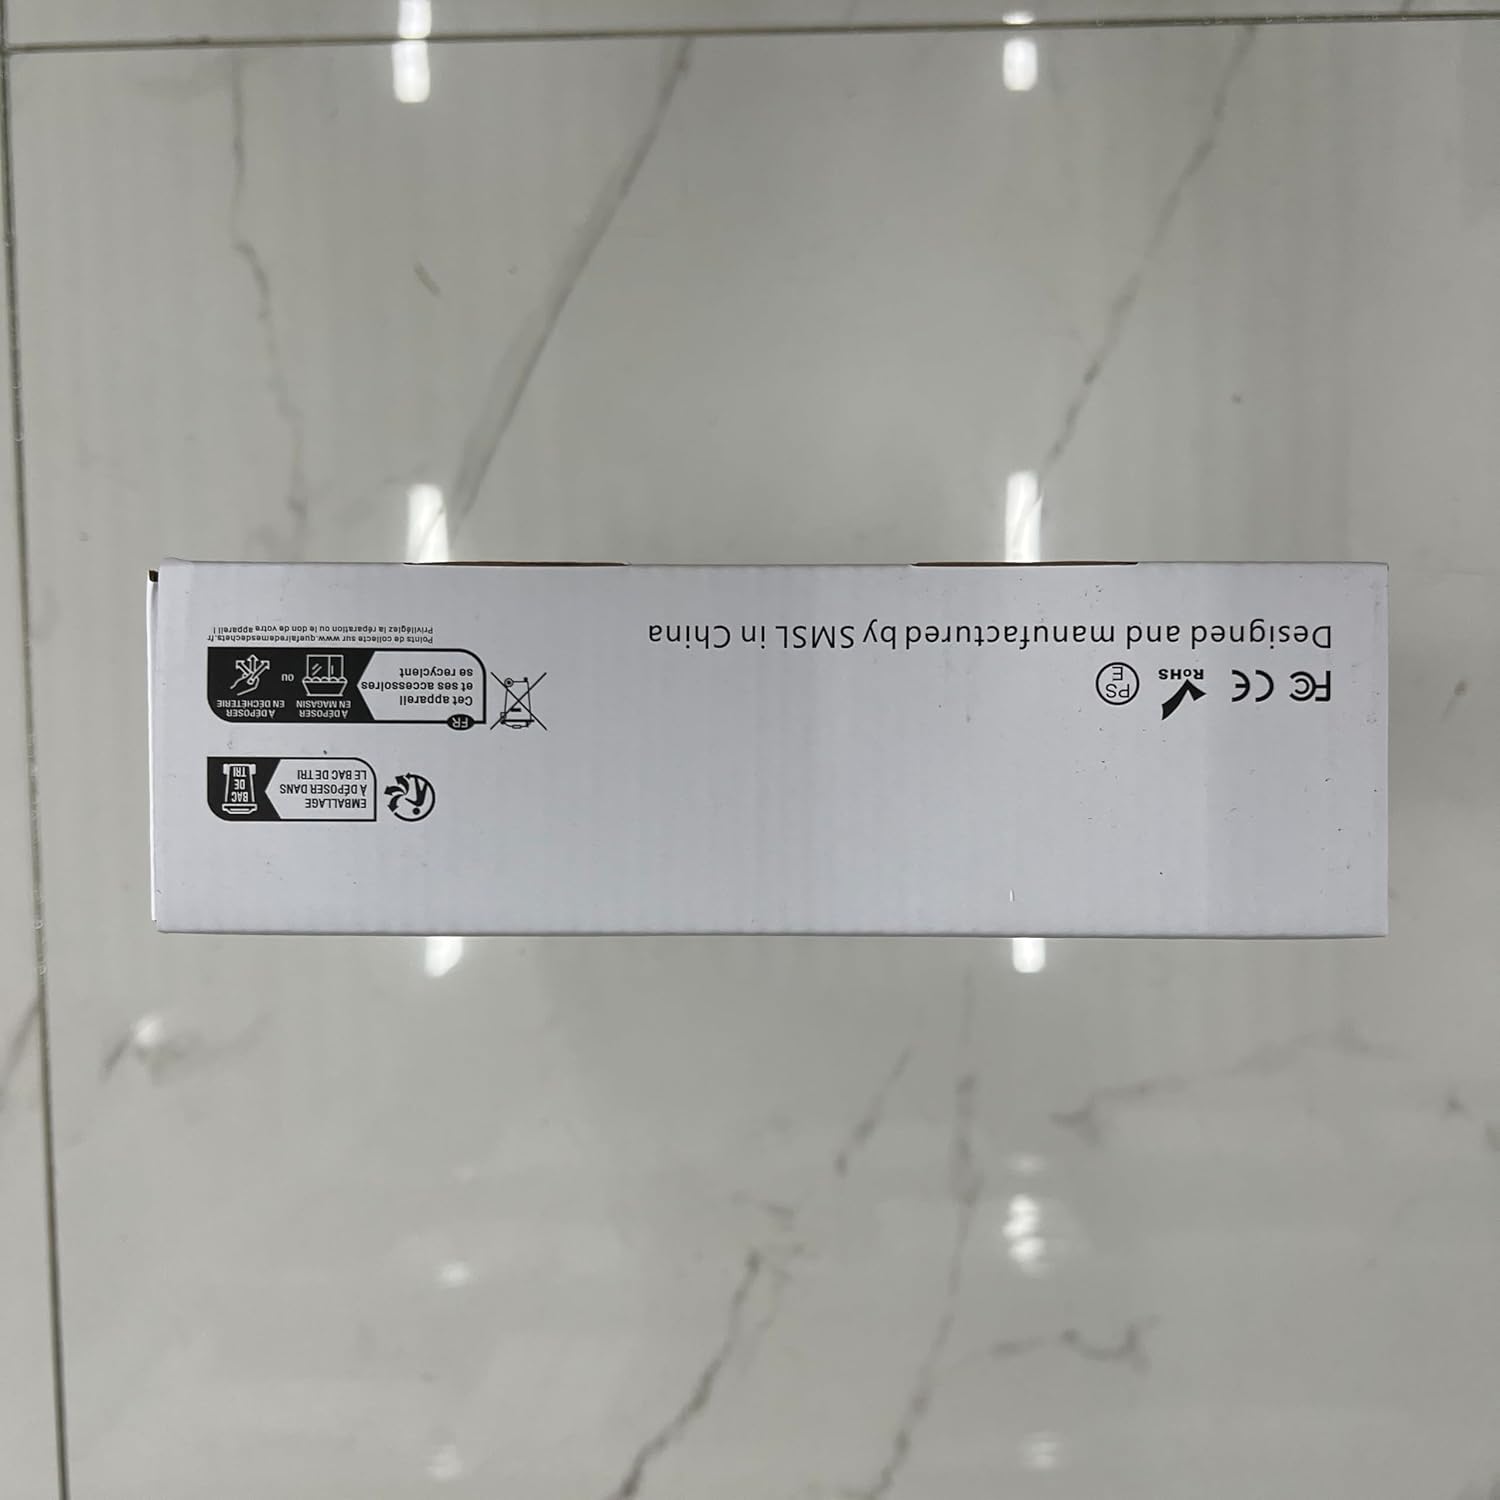 EMBALLAGE
À DÉPOSER DANS
LE BAC DE TRI
BAC
DE
TRI
FC CE RoHS
PS
E
Designed and manufactured by SMSL in China
FR
Cet appareil
et ses accessoires
se recyclent
À DÉPOSER
EN MAGASIN
OU
À DÉPOSER
EN DÉCHÈTERIE
Points de collecte sur www.quefairedemesdechets.fr
Privilégiez la réparation ou le don de votre appareil !